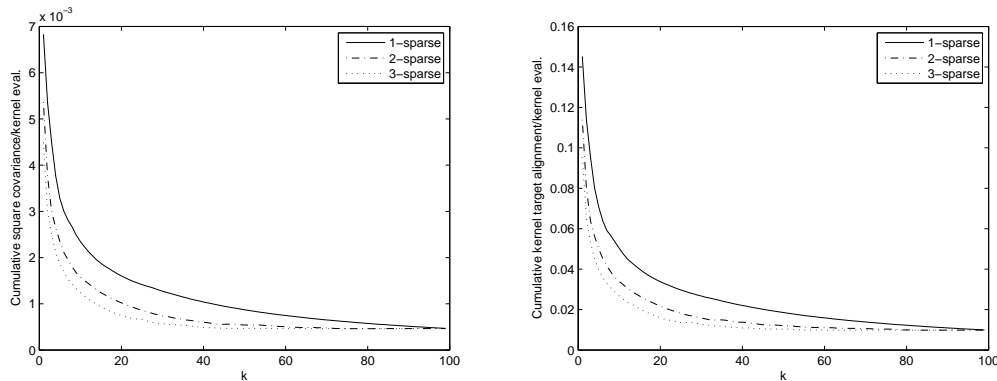 x 10⁻³
7
6
5
4
3
2
1
0
0 20 40 60 80 100
k
Cumulative square covariance/kernel eval.
1−sparse
2−sparse
3−sparse
0.16
0.14
0.12
0.1
0.08
0.06
0.04
0.02
0
0 20 40 60 80 100
k
Cumulative kernel target alignment/kernel eval.
1−sparse
2−sparse
3−sparse